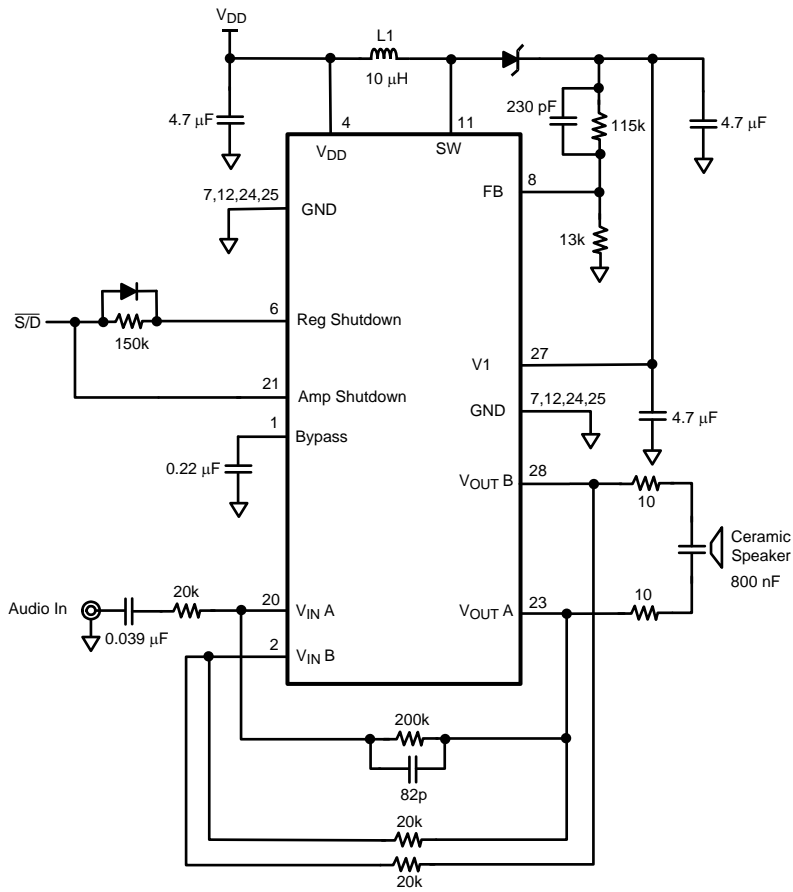 VDD
L1
10 μH
4.7 μF
4
11
230 pF
115k
4.7 μF
VDD
SW
7,12,24,25
GND
FB
8
13k
S/D
150k
6
Reg Shutdown
21
Amp Shutdown
V1
27
GND
7,12,24,25
4.7 μF
1
Bypass
0.22 μF
VOUT B
28
10
Ceramic
Speaker
800 nF
Audio In
0.039 μF
20k
20
VIN A
VOUT A
23
10
2
VIN B
200k
82p
20k
20k